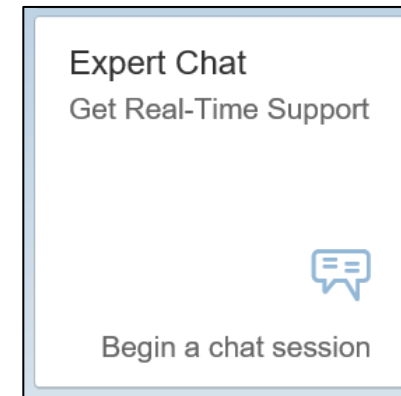 Expert Chat
Get Real-Time Support
Begin a chat session